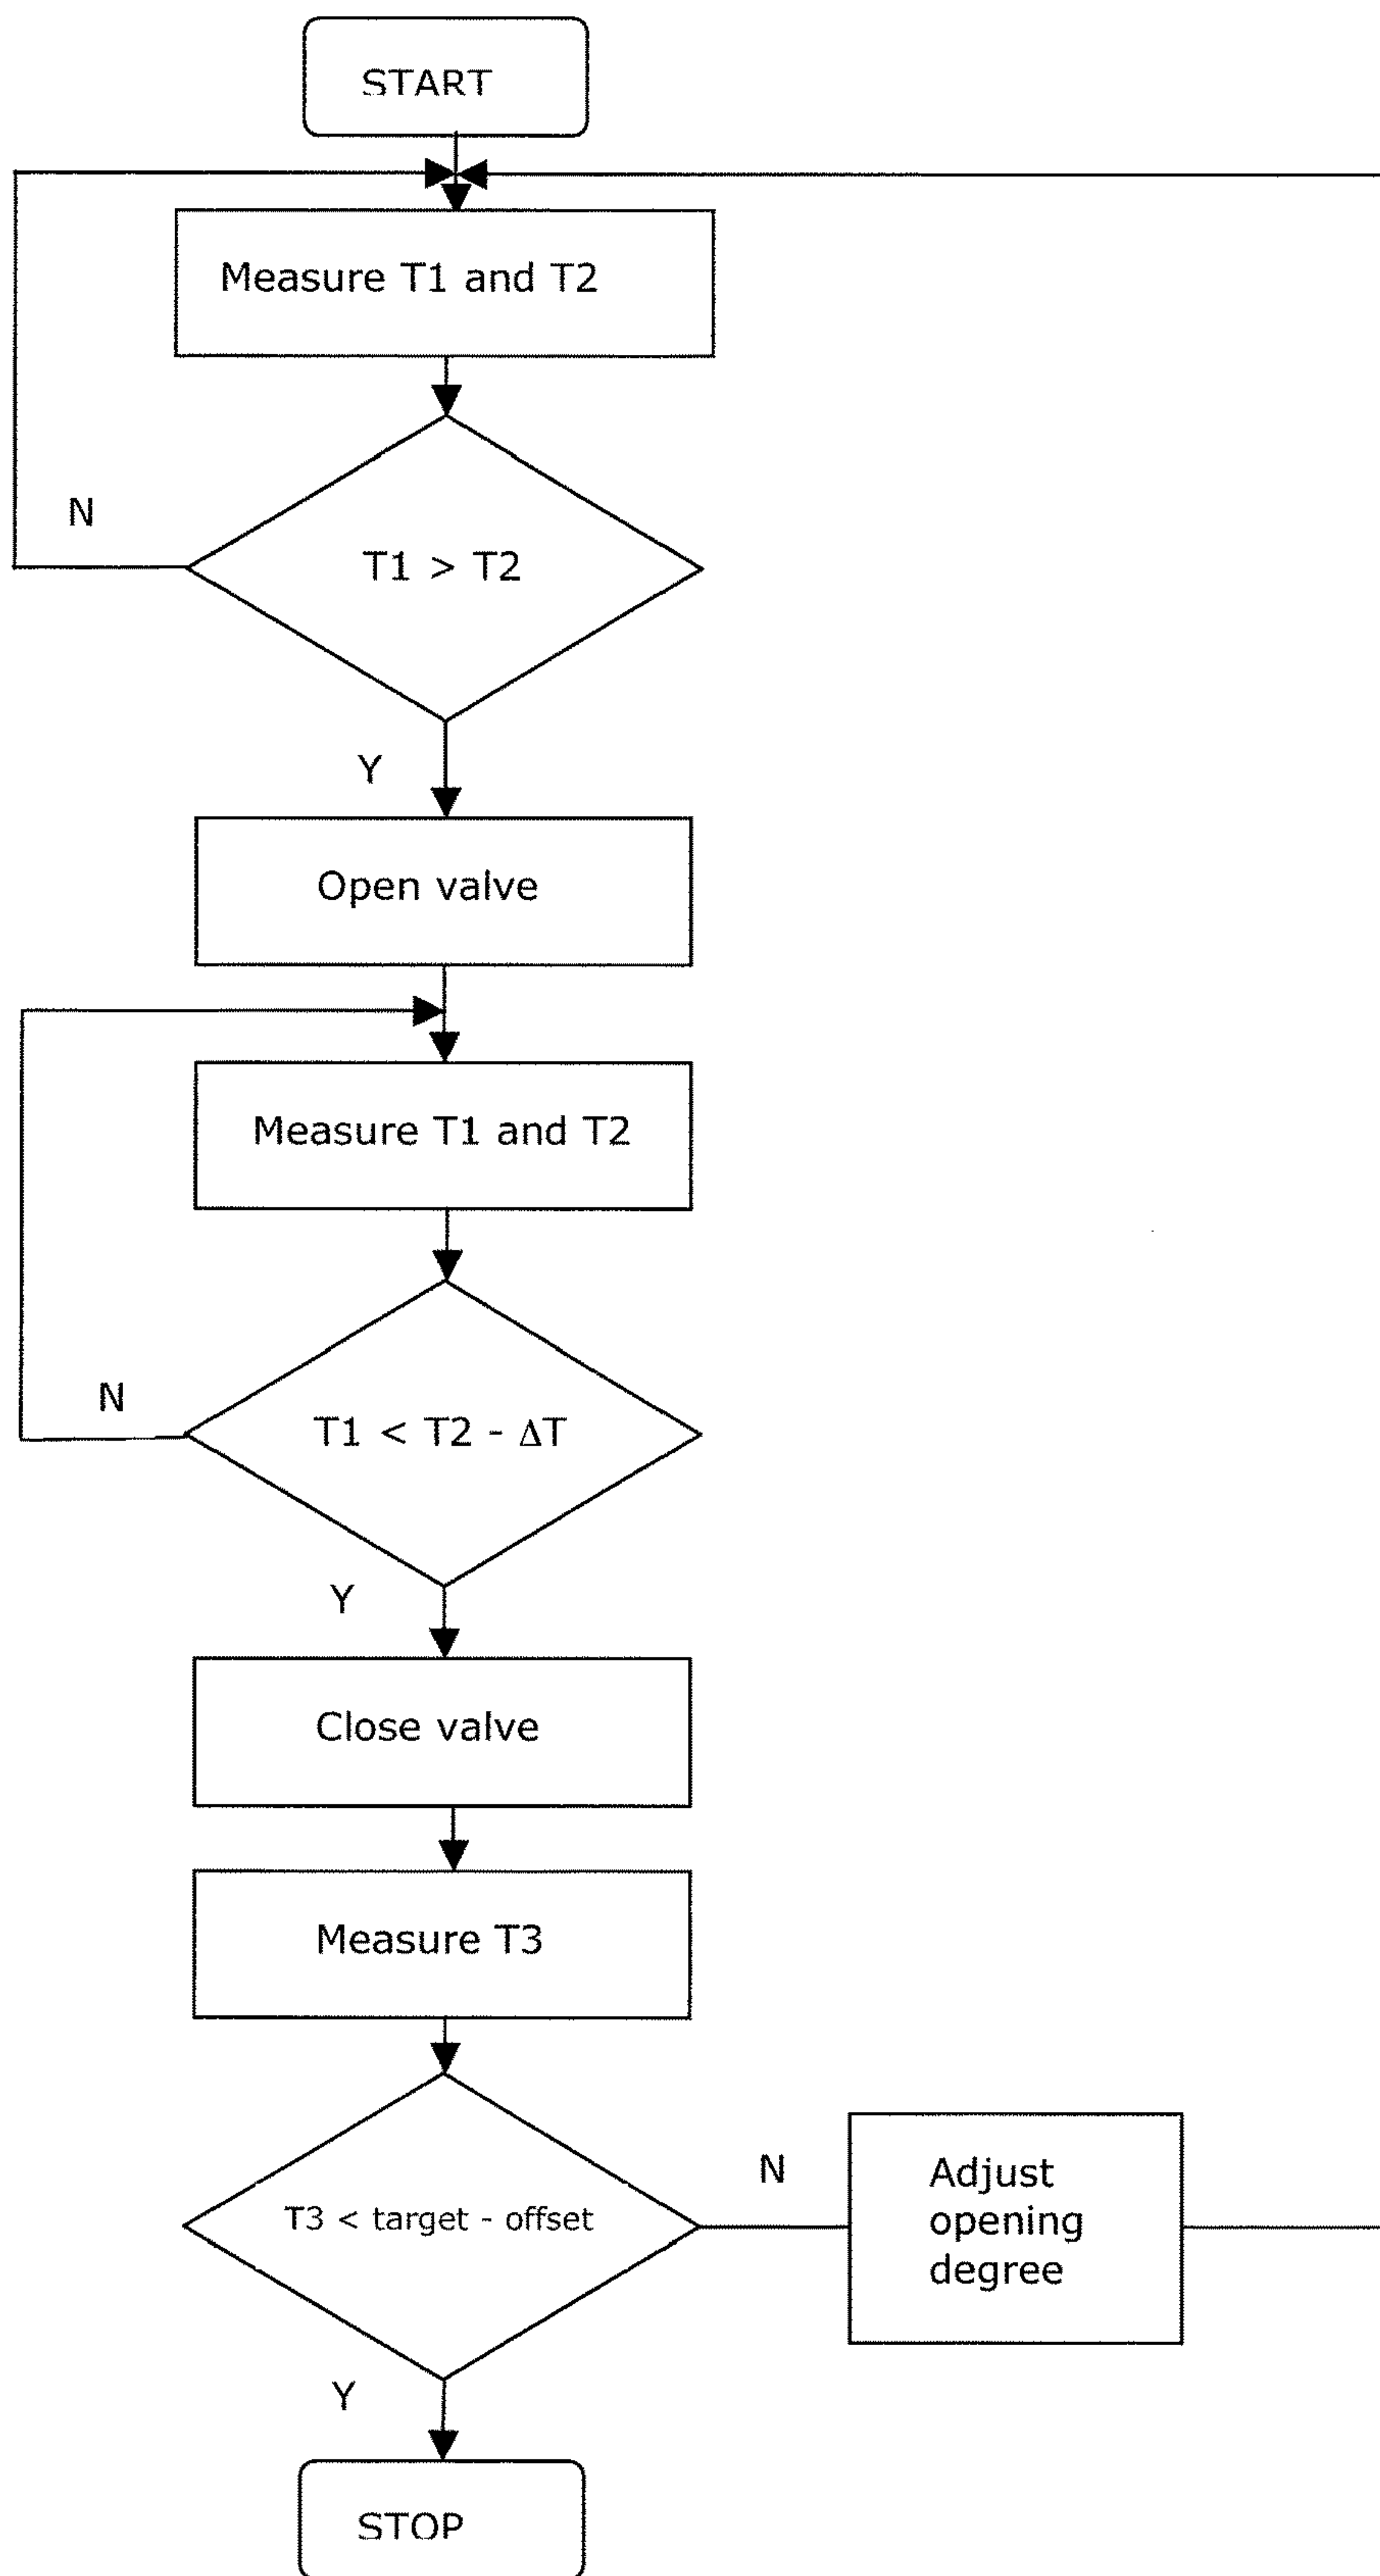 START
Measure T1 and T2
N
T1 > T2
Y
Open valve
Measure T1 and T2
N
T1 < T2 - ΔT
Y
Close valve
Measure T3
T3 < target - offset
N
Adjust
opening
degree
Y
STOP